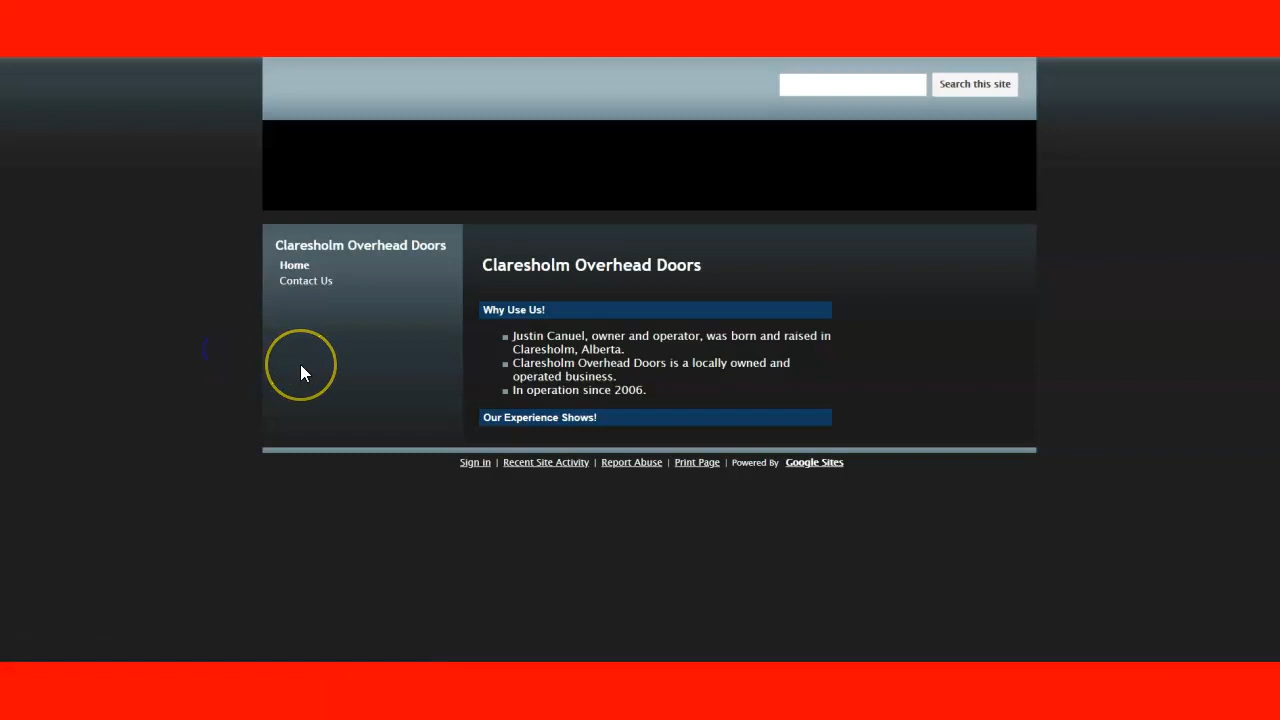 Search this site
Claresholm Overhead Doors
Home
Contact Us
Claresholm Overhead Doors
Why Use Us!
Justin Canuel, owner and operator, was born and raised in
Claresholm, Alberta.
Claresholm Overhead Doors is a locally owned and
operated business.
In operation since 2006.
Our Experience Shows!
Sign in | Recent Site Activity | Report Abuse | Print Page | Powered By Google Sites